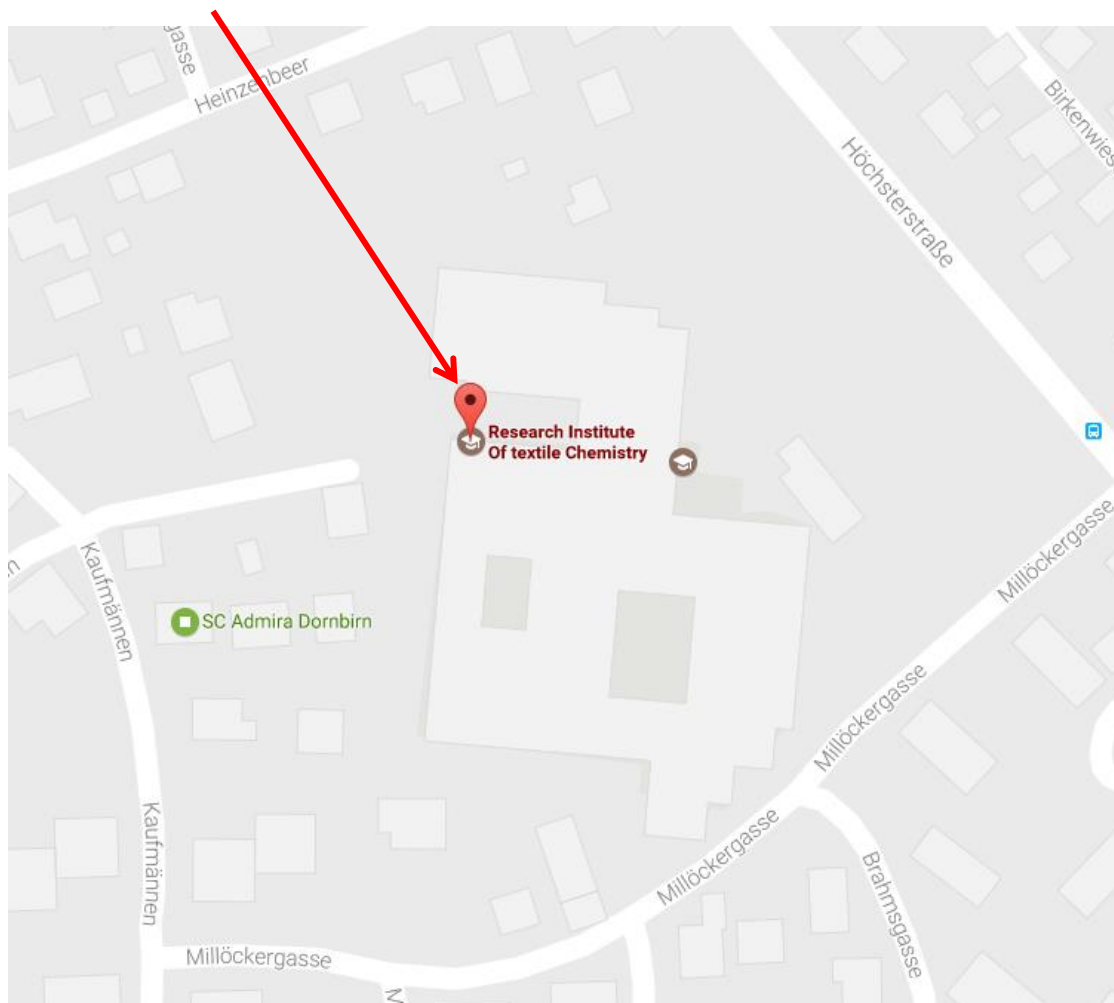 gasse
Heinzenbeer
Birkenwies
Höchsterstraße
Research Institute
Of textile Chemistry
Millöckergasse
Kaufmännen
n
SC Admira Dornbirn
Millöckergasse
Kaufmännen
Millöckergasse
Brahmsgasse
Millöckergasse
M